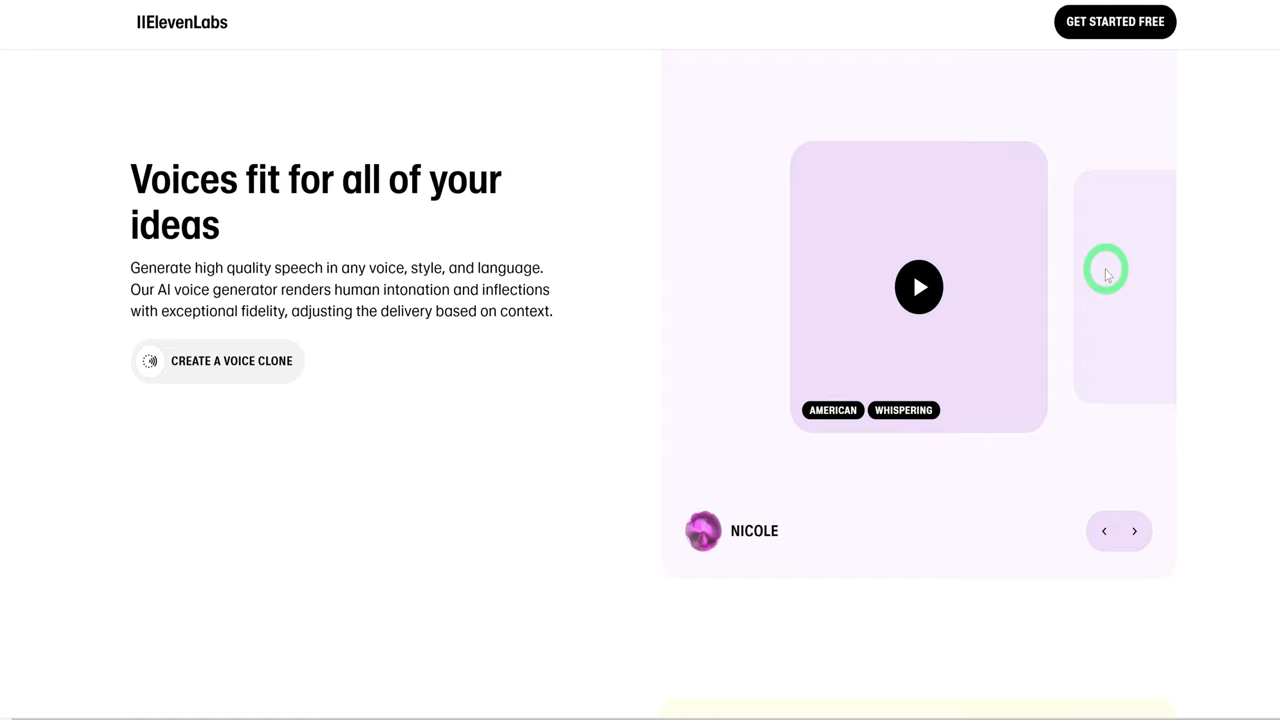 IIElevenLabs
GET STARTED FREE
Voices fit for all of your
ideas
Generate high quality speech in any voice, style, and language.
Our AI voice generator renders human intonation and inflections
with exceptional fidelity, adjusting the delivery based on context.
CREATE A VOICE CLONE
AMERICAN WHISPERING
NICOLE